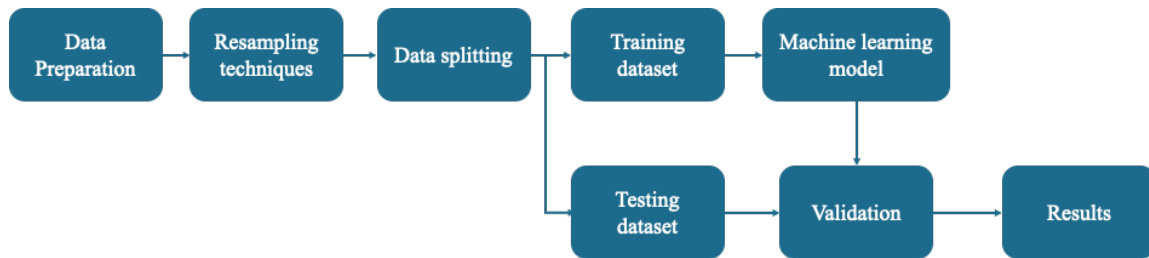 Data
Preparation
Resampling
techniques
Data splitting
Training
dataset
Machine learning
model
Testing
dataset
Validation
Results